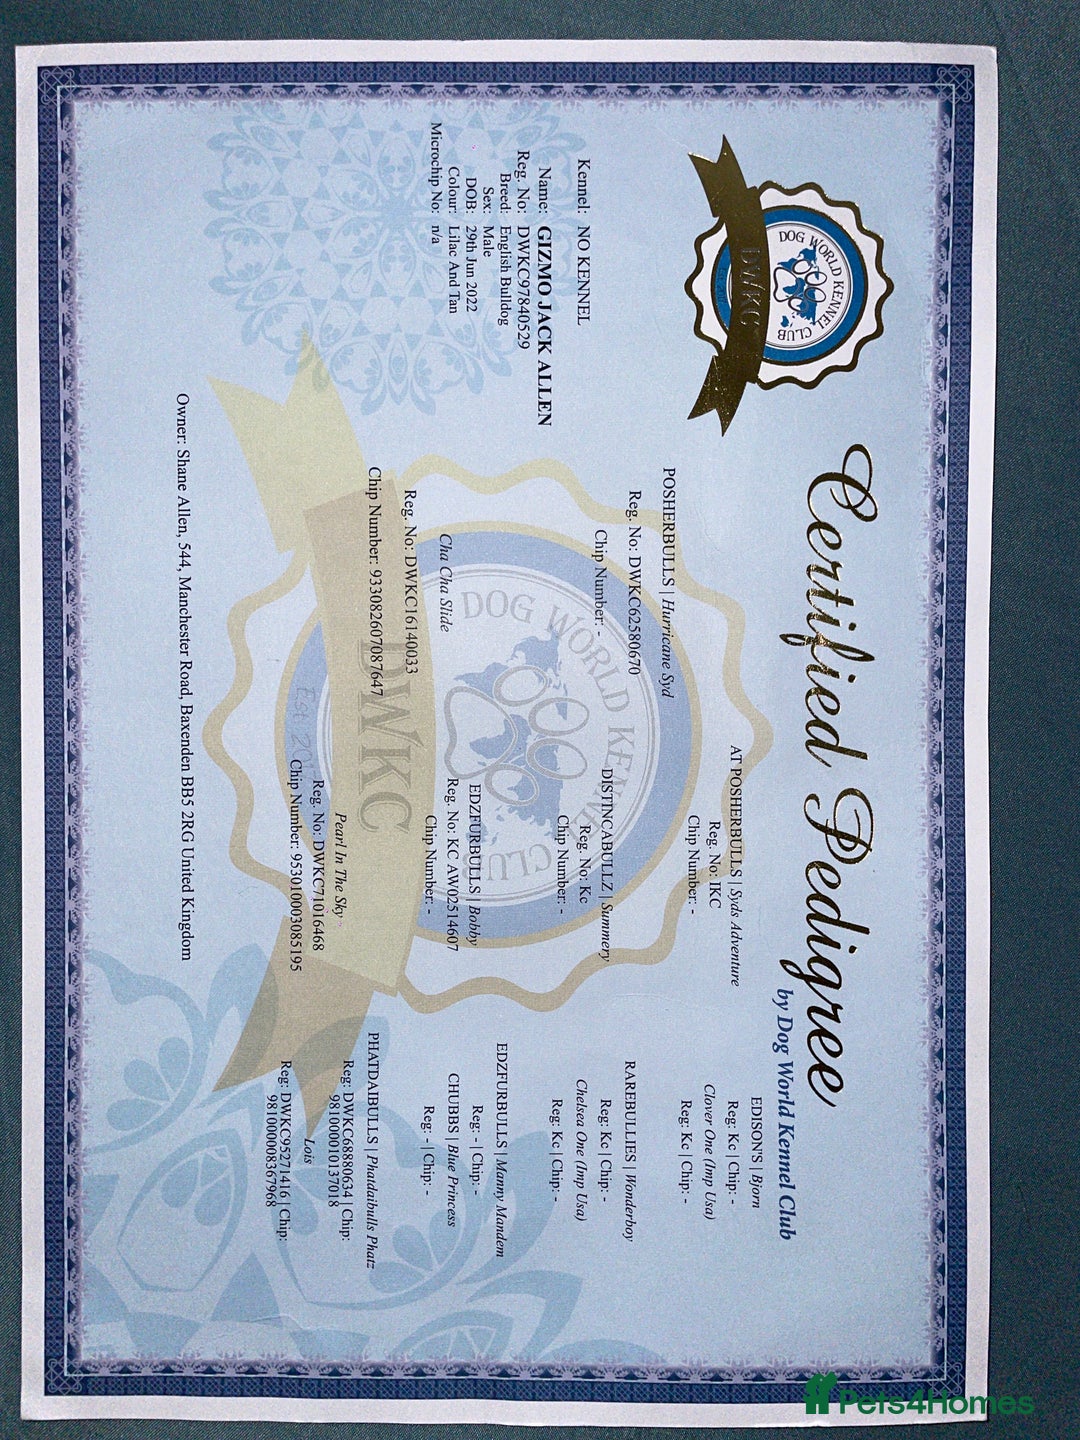 DOG WORLD KENNEL CLUB
DWKC
Certified Pedigree
by Dog World Kennel Club
Kennel: NO KENNEL
Name: GIZMO JACK ALLEN
Reg. No: DWKC97840529
Breed: English Bulldog
Sex: Male
DOB: 29th Jun 2022
Colour: Lilac And Tan
Microchip No: n/a
POSHERBULLS | Hurricane Syd
Reg. No: DWKC62580670
Chip Number: -
Cha Cha Slide
Reg. No: DWKC16140033
Chip Number: 933082607087647
AT POSHERBULLS | Syds Adventure
Reg. No: IKC
Chip Number: -
DISTINCABULLZ | Summery
Reg. No: Kc
Chip Number: -
EDZFURBULLS | Bobby
Reg. No: KC AW02514607
Chip Number: -
Pearl In The Sky
Reg. No: DWKC71016468
Chip Number: 953010003085195
EDISON'S | Bjorn
Reg: Kc | Chip: -
Clover One (Imp Usa)
Reg: Kc | Chip: -
RAREBULLIES | Wonderboy
Reg: Kc | Chip: -
Chelsea One (Imp Usa)
Reg: Kc | Chip: -
EDZFURBULLS | Manny Mandem
Reg: - | Chip: -
CHUBBS | Blue Princess
Reg: - | Chip: -
PHATDAIBULLS | Phatdaibulls Phatz
Reg: DWKC68880634 | Chip:
981000010137018
Lois
Reg: DWKC95271416 | Chip:
981000008367968
DOG WORLD KENNEL CLUB
DWKC
Owner: Shane Allen, 544, Manchester Road, Baxenden BB5 2RG United Kingdom
Pets4Homes